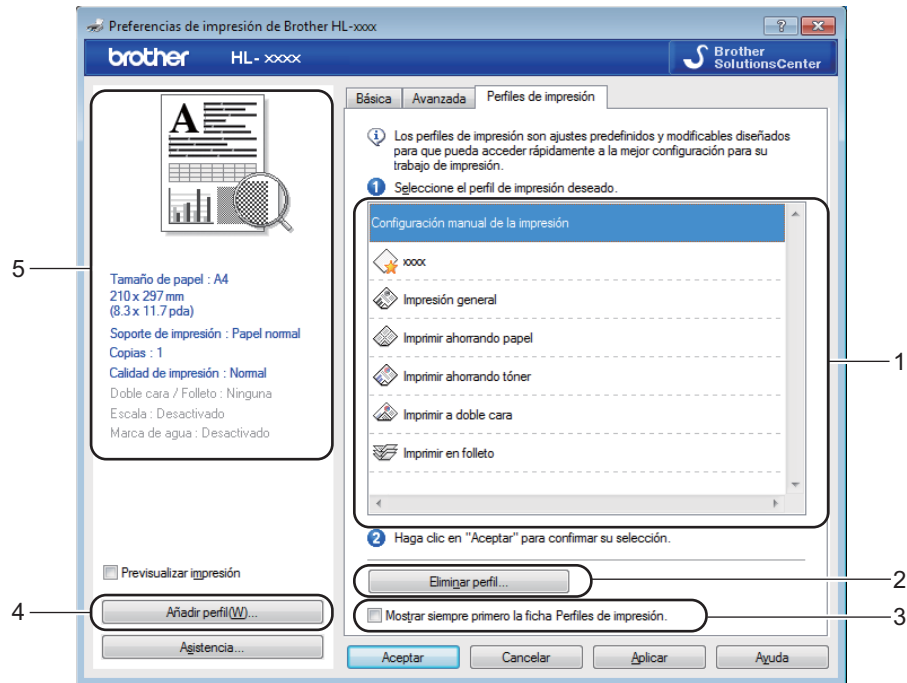 Preferencias de impresión de Brother HL-xxxx
brother HL- xxxx
Brother
SolutionsCenter
A
Tamaño de papel : A4
210 x 297 mm
(8.3 x 11.7 pda)
Soporte de impresión : Papel normal
Copias : 1
Calidad de impresión : Normal
Doble cara / Folleto : Ninguna
Escala : Desactivado
Marca de agua : Desactivado
5
Previsualizar impresión
Añadir perfil(W)...
4
Asistencia...
Básica Avanzada Perfiles de impresión
Los perfiles de impresión son ajustes predefinidos y modificables diseñados
para que pueda acceder rápidamente a la mejor configuración para su
trabajo de impresión.
1 Seleccione el perfil de impresión deseado.
Configuración manual de la impresión
xxxx
Impresión general
Imprimir ahorrando papel
Imprimir ahorrando tóner
Imprimir a doble cara
Imprimir en folleto
1
2 Haga clic en "Aceptar" para confirmar su selección.
Eliminar perfil...
2
Mostrar siempre primero la ficha Perfiles de impresión.
3
Aceptar Cancelar Aplicar Ayuda